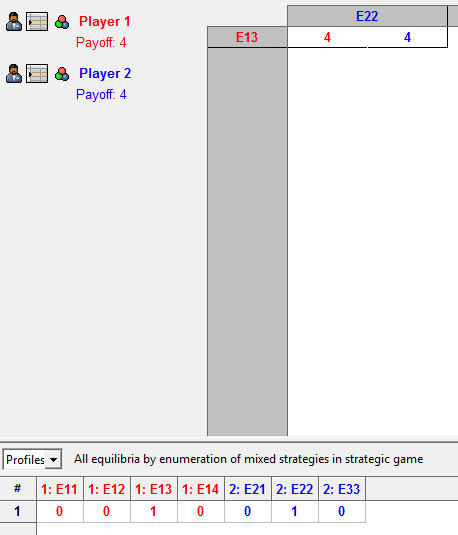 Player 1
Payoff: 4
Player 2
Payoff: 4
E22
E13 4 4
Profiles All equilibria by enumeration of mixed strategies in strategic game
# 1: E11 1: E12 1: E13 1: E14 2: E21 2: E22 2: E33
1 0 0 1 0 0 1 0